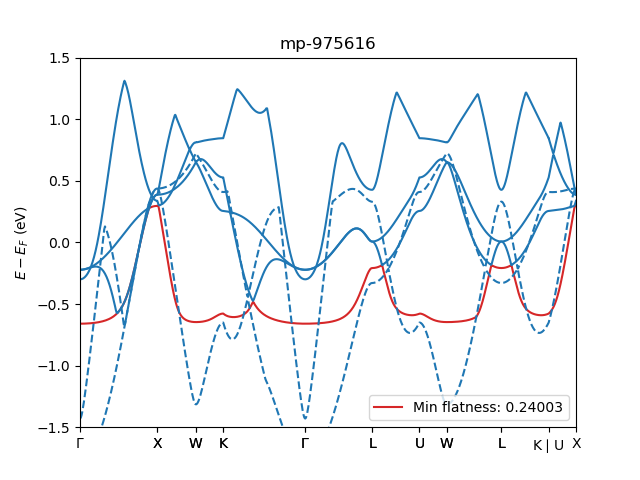 mp-975616
1.5
1.0
0.5
0.0
−0.5
−1.0
−1.5
E − E_F (eV)
Min flatness: 0.24003
Γ X W K Γ L U W L K | U X